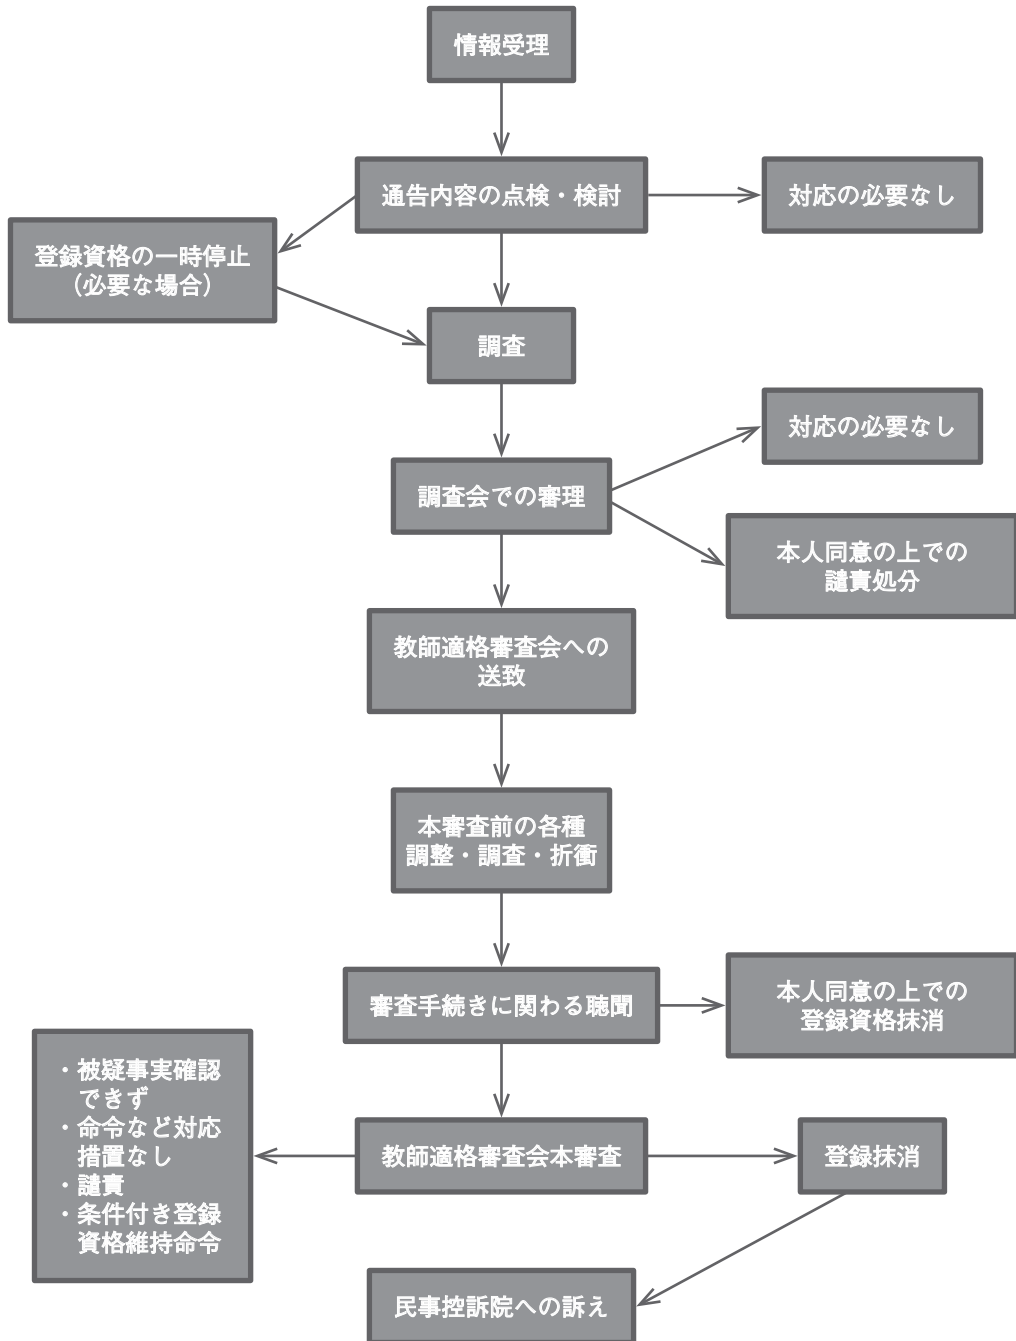 情報受理
通告内容の点検・検討
対応の必要なし
登録資格の一時停止
（必要な場合）
調査
対応の必要なし
調査会での審理
本人同意の上での
譴責処分
教師適格審査会への
送致
本審査前の各種
調整・調査・折衝
審査手続きに関わる聴聞
本人同意の上での
登録資格抹消
・被疑事実確認
できず
・命令など対応
措置なし
・譴責
・条件付き登録
資格維持命令
教師適格審査会本審査
登録抹消
民事控訴院への訴え